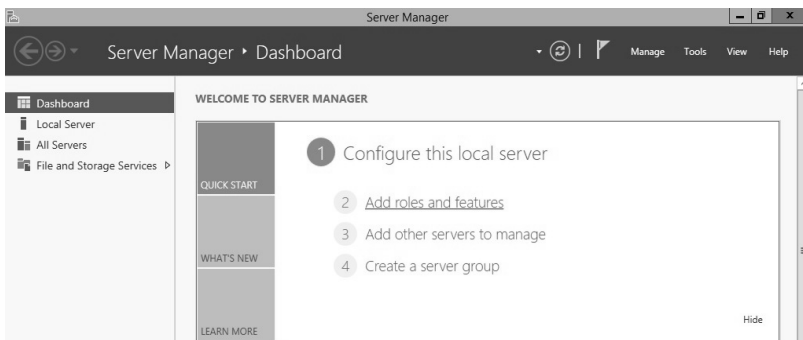 Server Manager
Server Manager • Dashboard
Manage Tools View Help
Dashboard
Local Server
All Servers
File and Storage Services
WELCOME TO SERVER MANAGER
QUICK START
WHAT'S NEW
LEARN MORE
1 Configure this local server
2 Add roles and features
3 Add other servers to manage
4 Create a server group
Hide